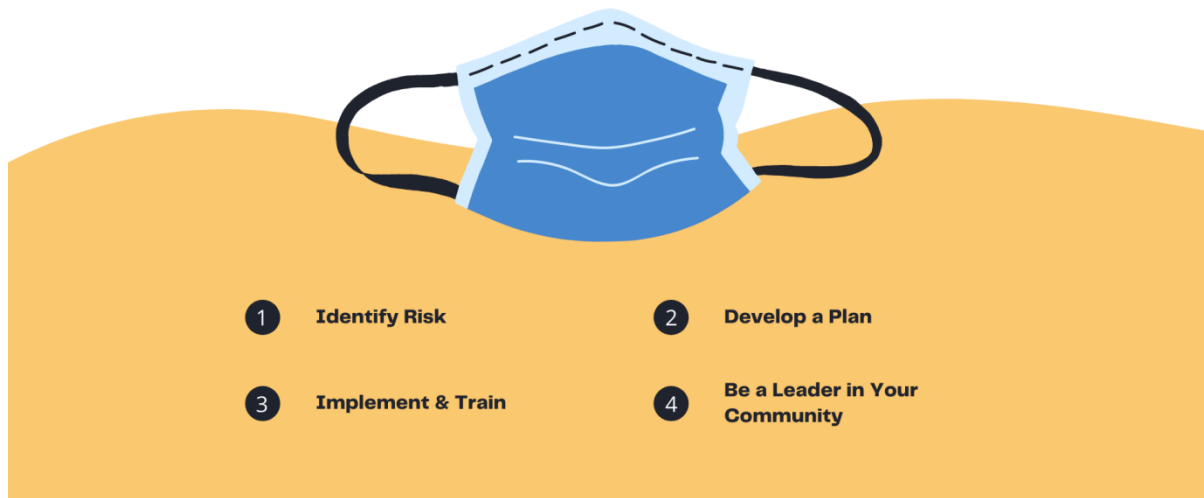 1 Identify Risk
2 Develop a Plan
3 Implement & Train
4 Be a Leader in Your
Community